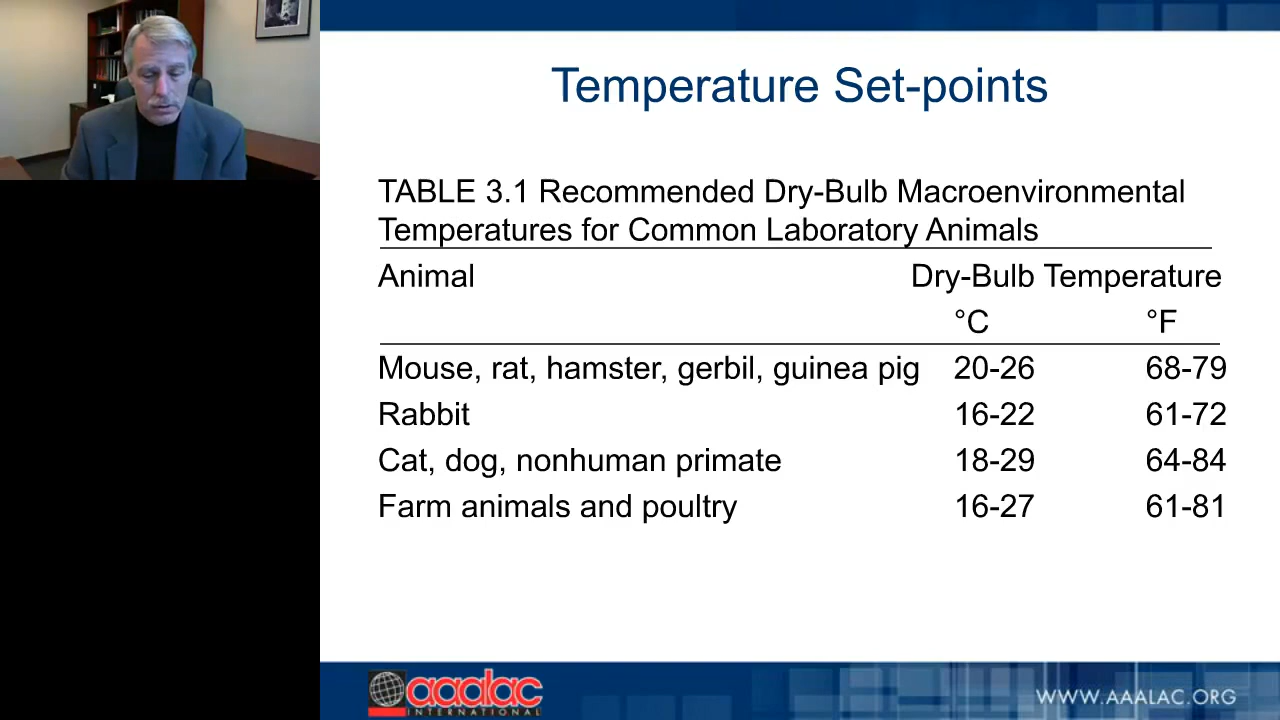 Temperature Set-points
TABLE 3.1 Recommended Dry-Bulb Macroenvironmental
Temperatures for Common Laboratory Animals
Animal Dry-Bulb Temperature
°C °F
Mouse, rat, hamster, gerbil, guinea pig 20-26 68-79
Rabbit 16-22 61-72
Cat, dog, nonhuman primate 18-29 64-84
Farm animals and poultry 16-27 61-81
aaalac
INTERNATIONAL
WWW.AAALAC.ORG